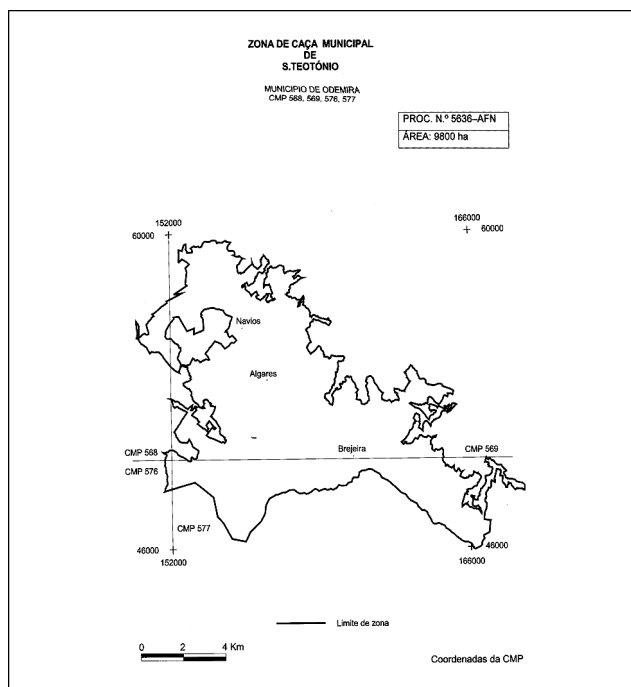 ZONA DE CAÇA MUNICIPAL
DE
S.TEOTÓNIO
MUNICIPIO DE ODEMIRA
CMP 568, 569, 576, 577
PROC. N.º 5636–AFN
ÁREA: 9800 ha
152000
60000
166000
60000
Navios
Algares
Brejeira
CMP 568
CMP 569
CMP 576
CMP 577
46000
152000
46000
166000
Limite de zona
0 2 4 Km
Coordenadas da CMP